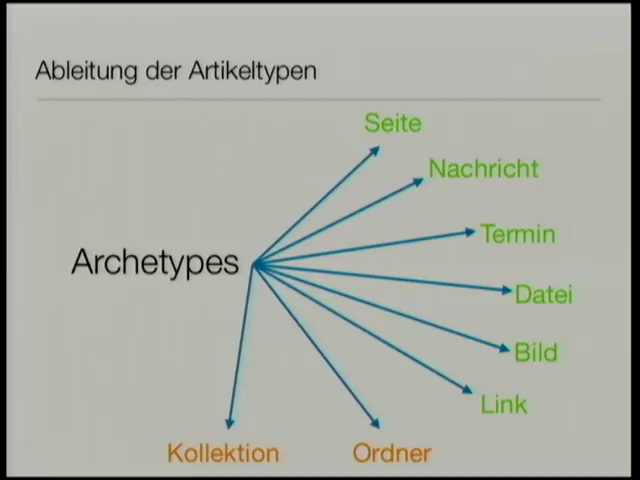 Ableitung der Artikeltypen
Seite
Nachricht
Archetypes
Termin
Datei
Bild
Link
Kollektion
Ordner